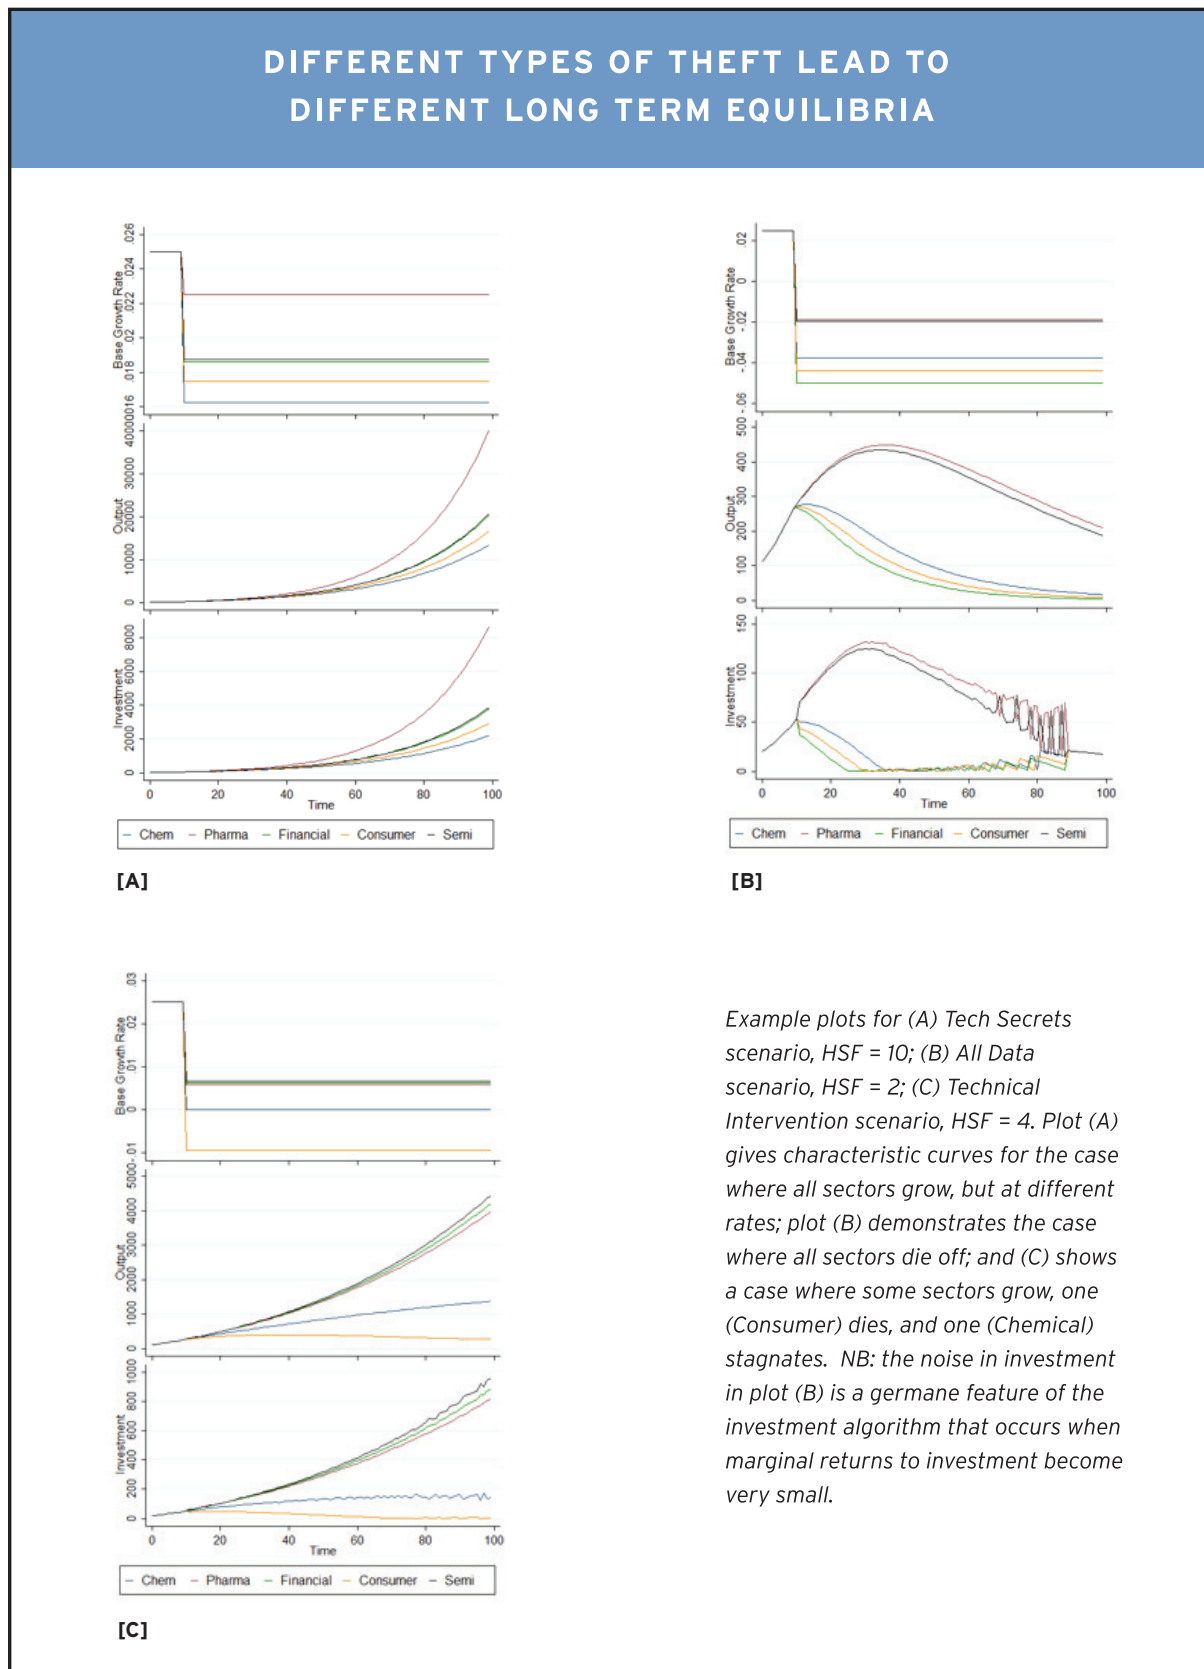 DIFFERENT TYPES OF THEFT LEAD TO
DIFFERENT LONG TERM EQUILIBRIA
Base Growth Rate
.016 .018 .02 .022 .024 .026
Output
0 10000 20000 30000 40000
Investment
0 2000 4000 6000 8000
0 20 40 60 80 100
Time
Chem Pharma Financial Consumer Semi
[A]
Base Growth Rate
-.06 -.04 -.02 0 .02
Output
0 100 200 300 400 500
Investment
0 50 100 150
0 20 40 60 80 100
Time
Chem Pharma Financial Consumer Semi
[B]
Base Growth Rate
-.01 0 .01 .02 .03
Output
0 1000 2000 3000 4000 5000
Investment
0 200 400 600 800 1000
0 20 40 60 80 100
Time
Chem Pharma Financial Consumer Semi
[C]
Example plots for (A) Tech Secrets
scenario, HSF = 10; (B) All Data
scenario, HSF = 2; (C) Technical
Intervention scenario, HSF = 4. Plot (A)
gives characteristic curves for the case
where all sectors grow, but at different
rates; plot (B) demonstrates the case
where all sectors die off; and (C) shows
a case where some sectors grow, one
(Consumer) dies, and one (Chemical)
stagnates. NB: the noise in investment
in plot (B) is a germane feature of the
investment algorithm that occurs when
marginal returns to investment become
very small.